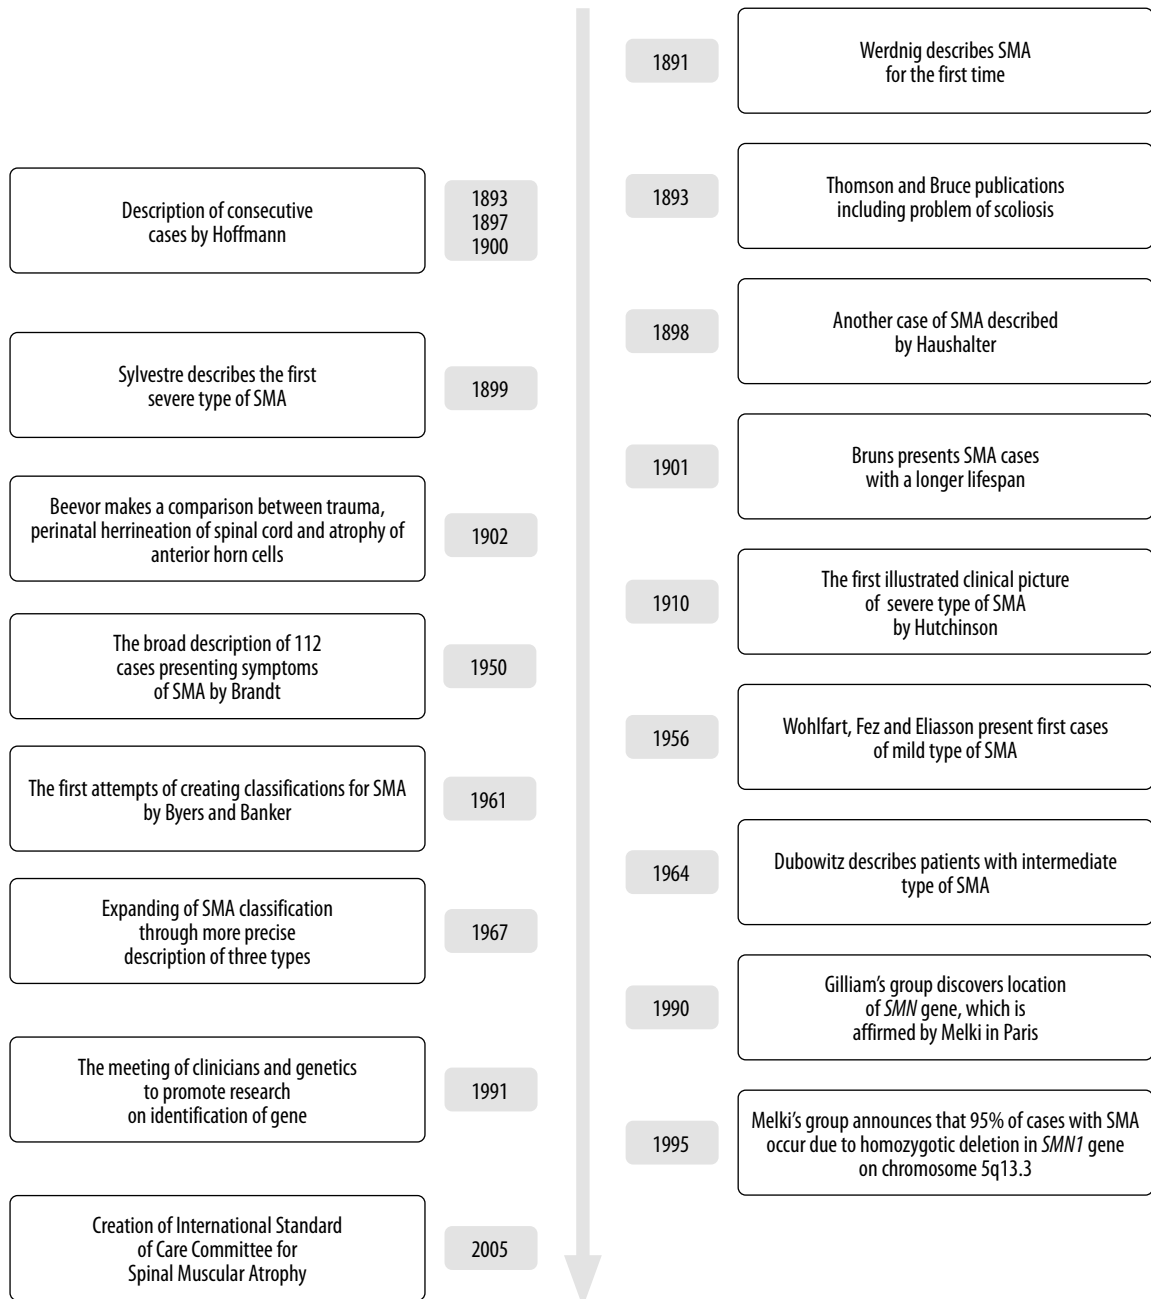 1891
Werdnig describes SMA
for the first time
Description of consecutive
cases by Hoffmann
1893
1897
1900
1893
Thomson and Bruce publications
including problem of scoliosis
1898
Another case of SMA described
by Haushalter
Sylvestre describes the first
severe type of SMA
1899
1901
Bruns presents SMA cases
with a longer lifespan
Beevor makes a comparison between trauma,
perinatal herrineation of spinal cord and atrophy of
anterior horn cells
1902
1910
The first illustrated clinical picture
of severe type of SMA
by Hutchinson
The broad description of 112
cases presenting symptoms
of SMA by Brandt
1950
1956
Wohlfart, Fez and Eliasson present first cases
of mild type of SMA
The first attempts of creating classifications for SMA
by Byers and Banker
1961
1964
Dubowitz describes patients with intermediate
type of SMA
Expanding of SMA classification
through more precise
description of three types
1967
1990
Gilliam's group discovers location
of SMN gene, which is
affirmed by Melki in Paris
The meeting of clinicians and genetics
to promote research
on identification of gene
1991
1995
Melki's group announces that 95% of cases with SMA
occur due to homozygotic deletion in SMN1 gene
on chromosome 5q13.3
Creation of International Standard
of Care Committee for
Spinal Muscular Atrophy
2005